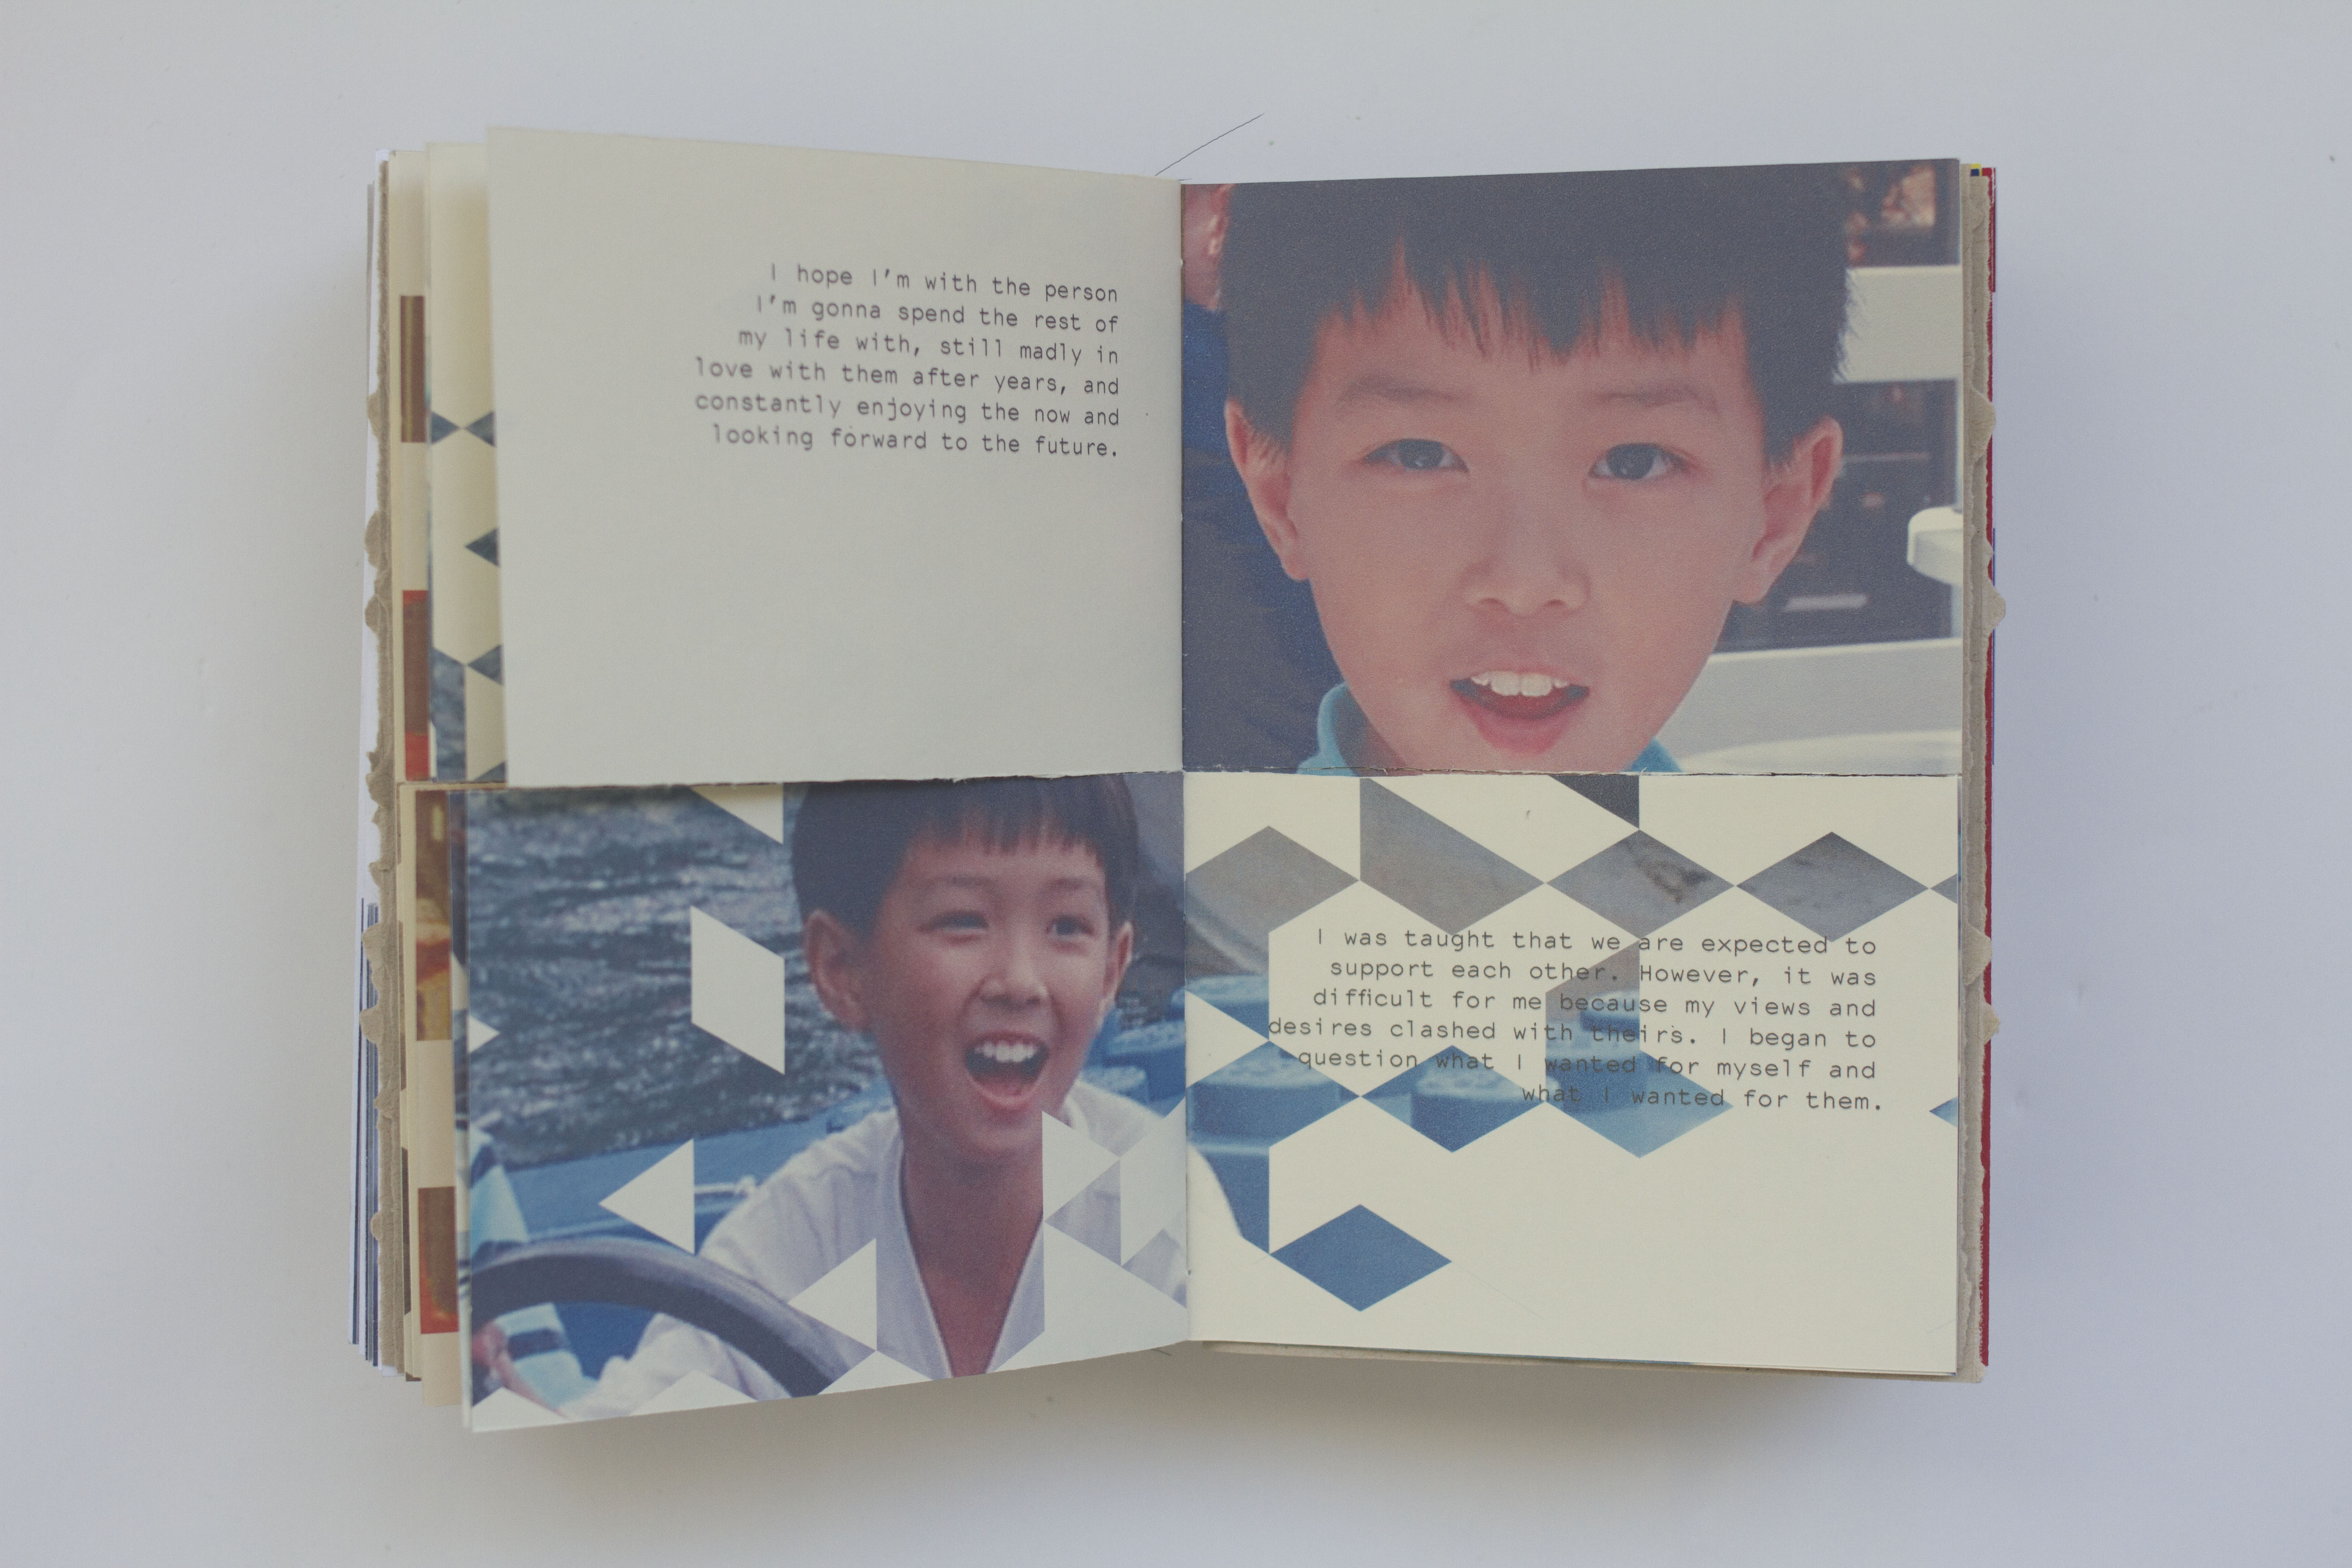 I hope I'm with the person
I'm gonna spend the rest of
my life with, still madly in
love with them after years, and
constantly enjoying the now and
looking forward to the future.
I was taught that we are expected to
support each other. However, it was
difficult for me because my views and
desires clashed with theirs. I began to
question what I wanted for myself and
what I wanted for them.